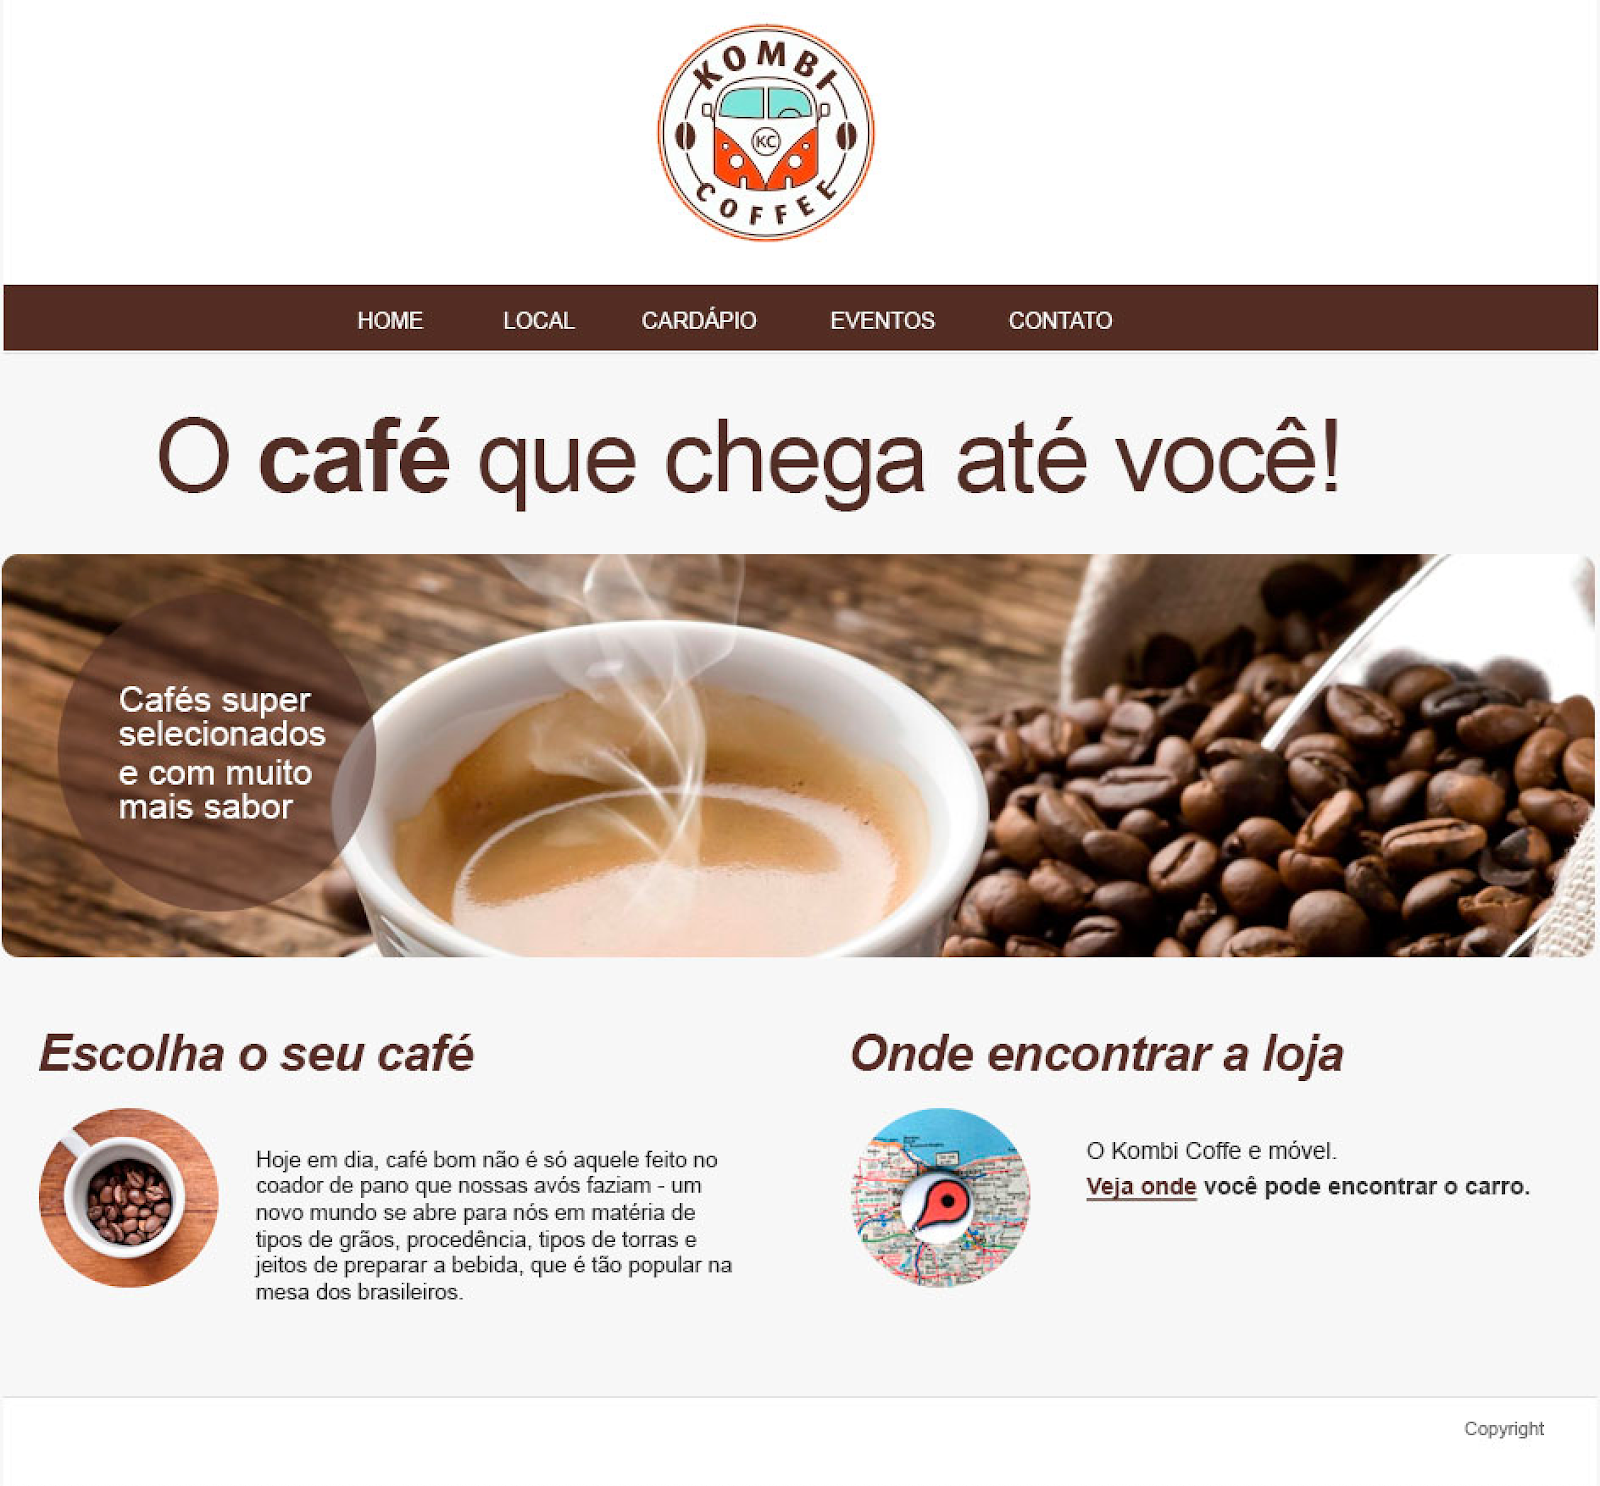 KOMBI
KC
COFFEE
HOME LOCAL CARDÁPIO EVENTOS CONTATO
O café que chega até você!
Cafés super
selecionados
e com muito
mais sabor
Escolha o seu café
Hoje em dia, café bom não é só aquele feito no
coador de pano que nossas avós faziam - um
novo mundo se abre para nós em matéria de
tipos de grãos, procedência, tipos de torras e
jeitos de preparar a bebida, que é tão popular na
mesa dos brasileiros.
Onde encontrar a loja
O Kombi Coffe e móvel.
Veja onde você pode encontrar o carro.
Copyright